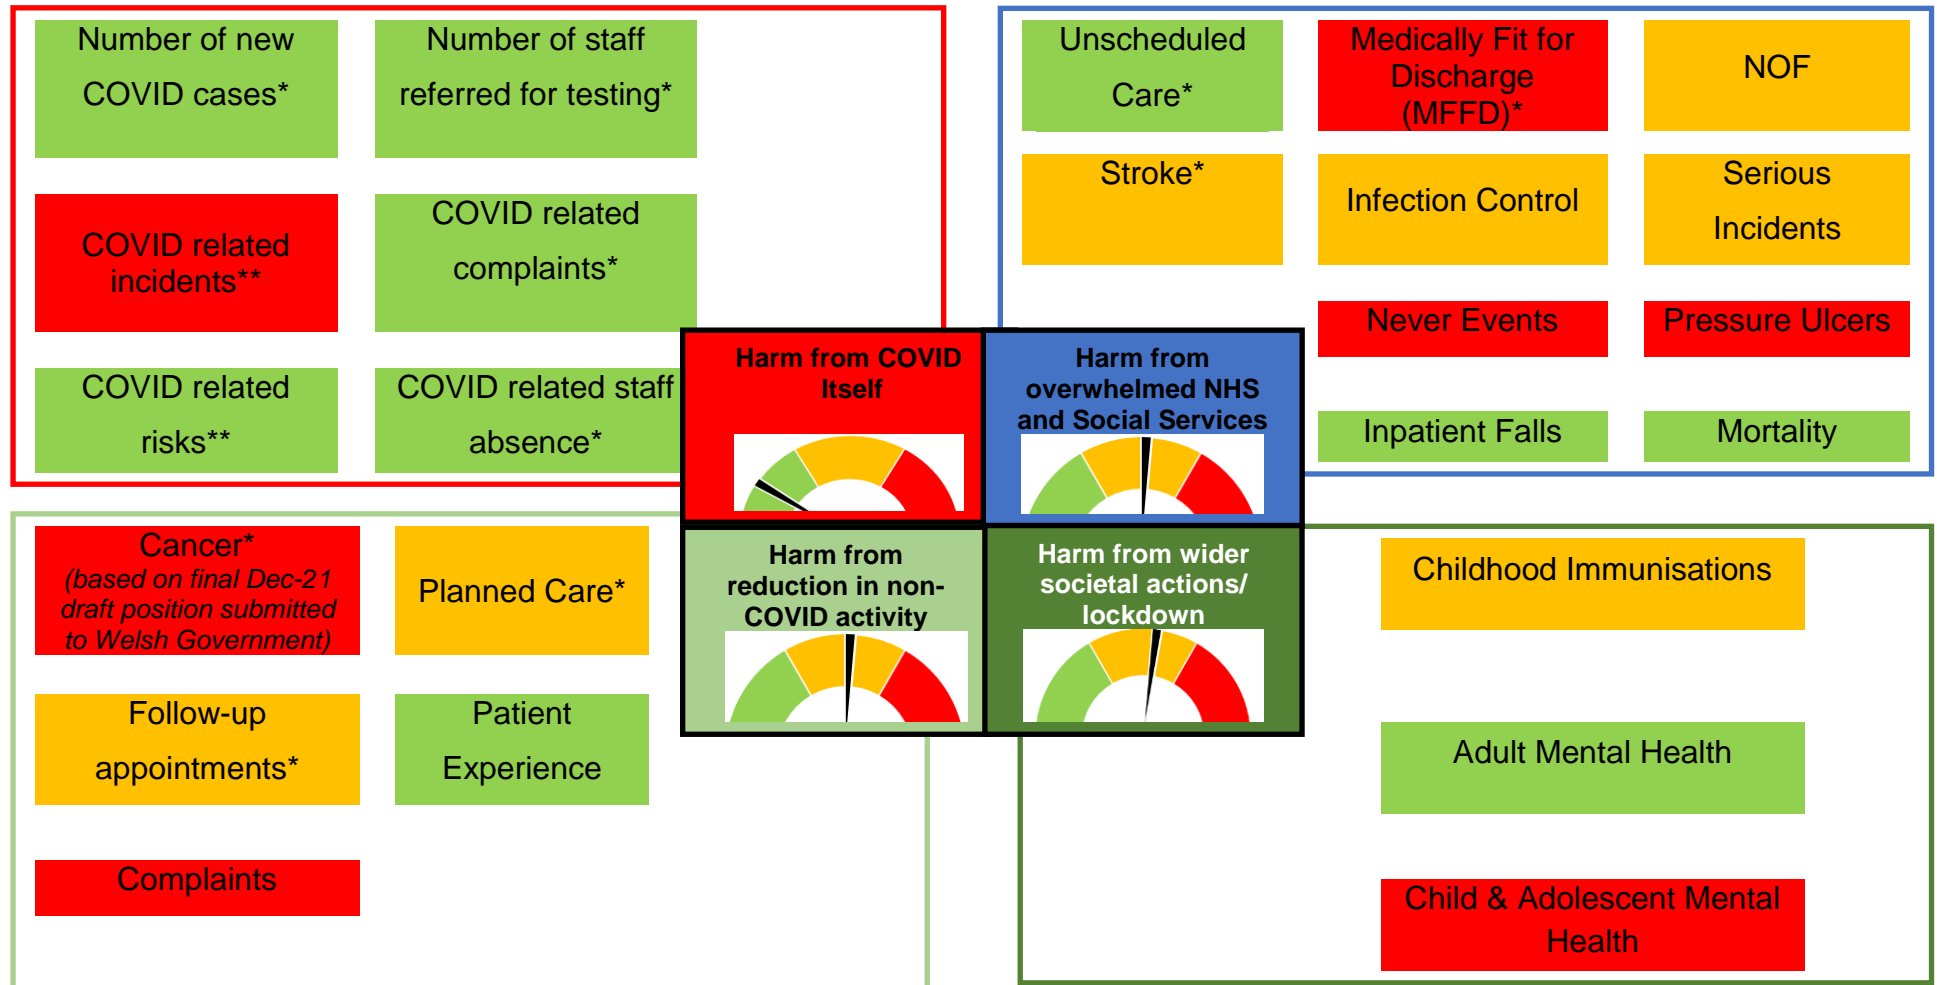 Number of new
COVID cases*
Number of staff
referred for testing*
COVID related
incidents**
COVID related
complaints*
COVID related
risks**
COVID related staff
absence*
Unscheduled
Care*
Medically Fit for
Discharge
(MFFD)*
NOF
Stroke*
Infection Control
Serious
Incidents
Never Events
Pressure Ulcers
Inpatient Falls
Mortality
Harm from COVID
Itself
Harm from
overwhelmed NHS
and Social Services
Harm from
reduction in non-
COVID activity
Harm from wider
societal actions/
lockdown
Cancer*
(based on final Dec-21
draft position submitted
to Welsh Government)
Planned Care*
Follow-up
appointments*
Patient
Experience
Complaints
Childhood Immunisations
Adult Mental Health
Child & Adolescent Mental
Health